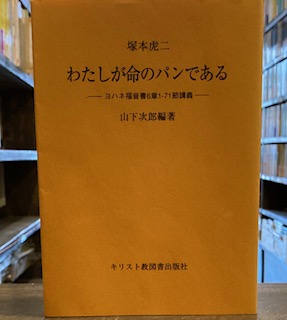 塚本虎二
わたしが命のパンである
── ヨハネ福音書6章1-71節講義 ──
山下次郎編著
キリスト教図書出版社